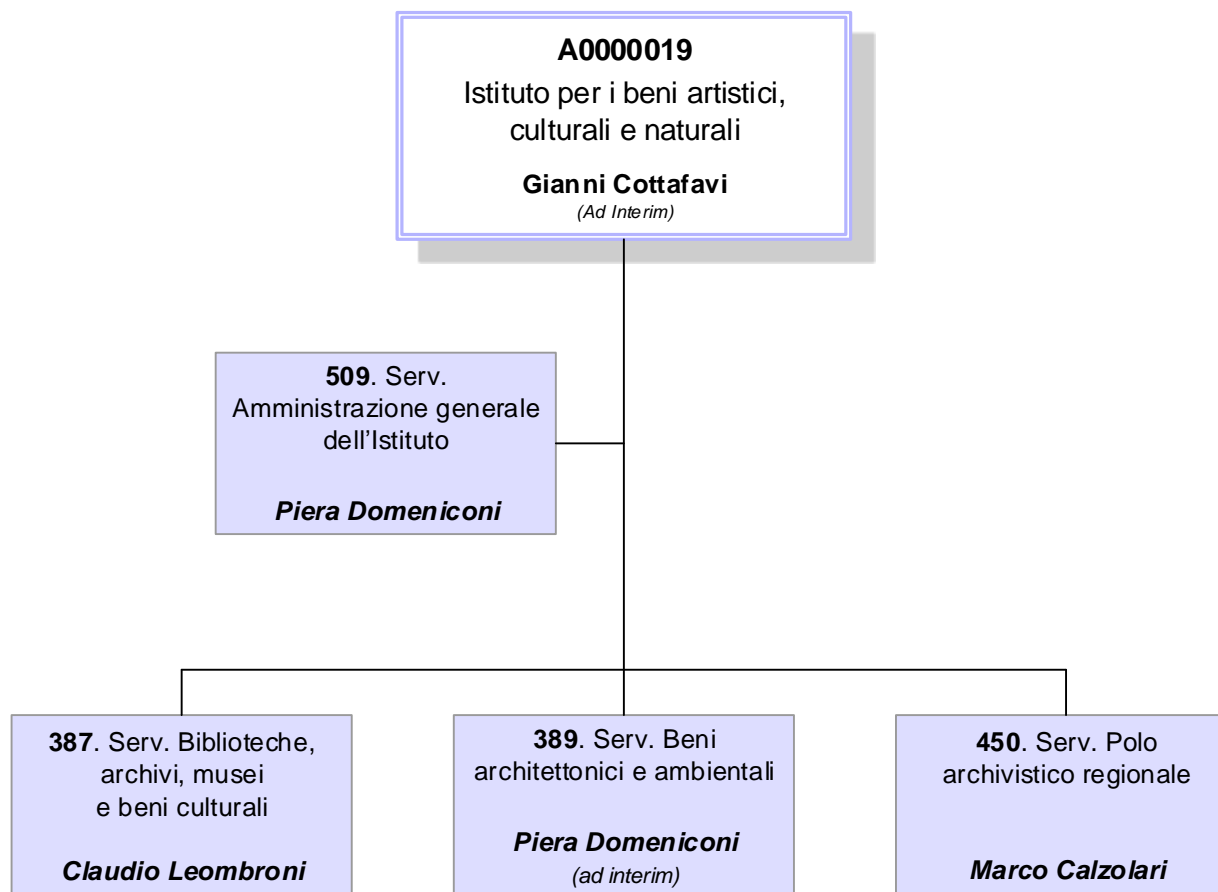 A0000019
Istituto per i beni artistici,
culturali e naturali
Gianni Cottafavi
(Ad Interim)
509. Serv.
Amministrazione generale
dell'Istituto
Piera Domeniconi
387. Serv. Biblioteche,
archivi, musei
e beni culturali
Claudio Leombroni
389. Serv. Beni
architettonici e ambientali
Piera Domeniconi
(ad interim)
450. Serv. Polo
archivistico regionale
Marco Calzolari